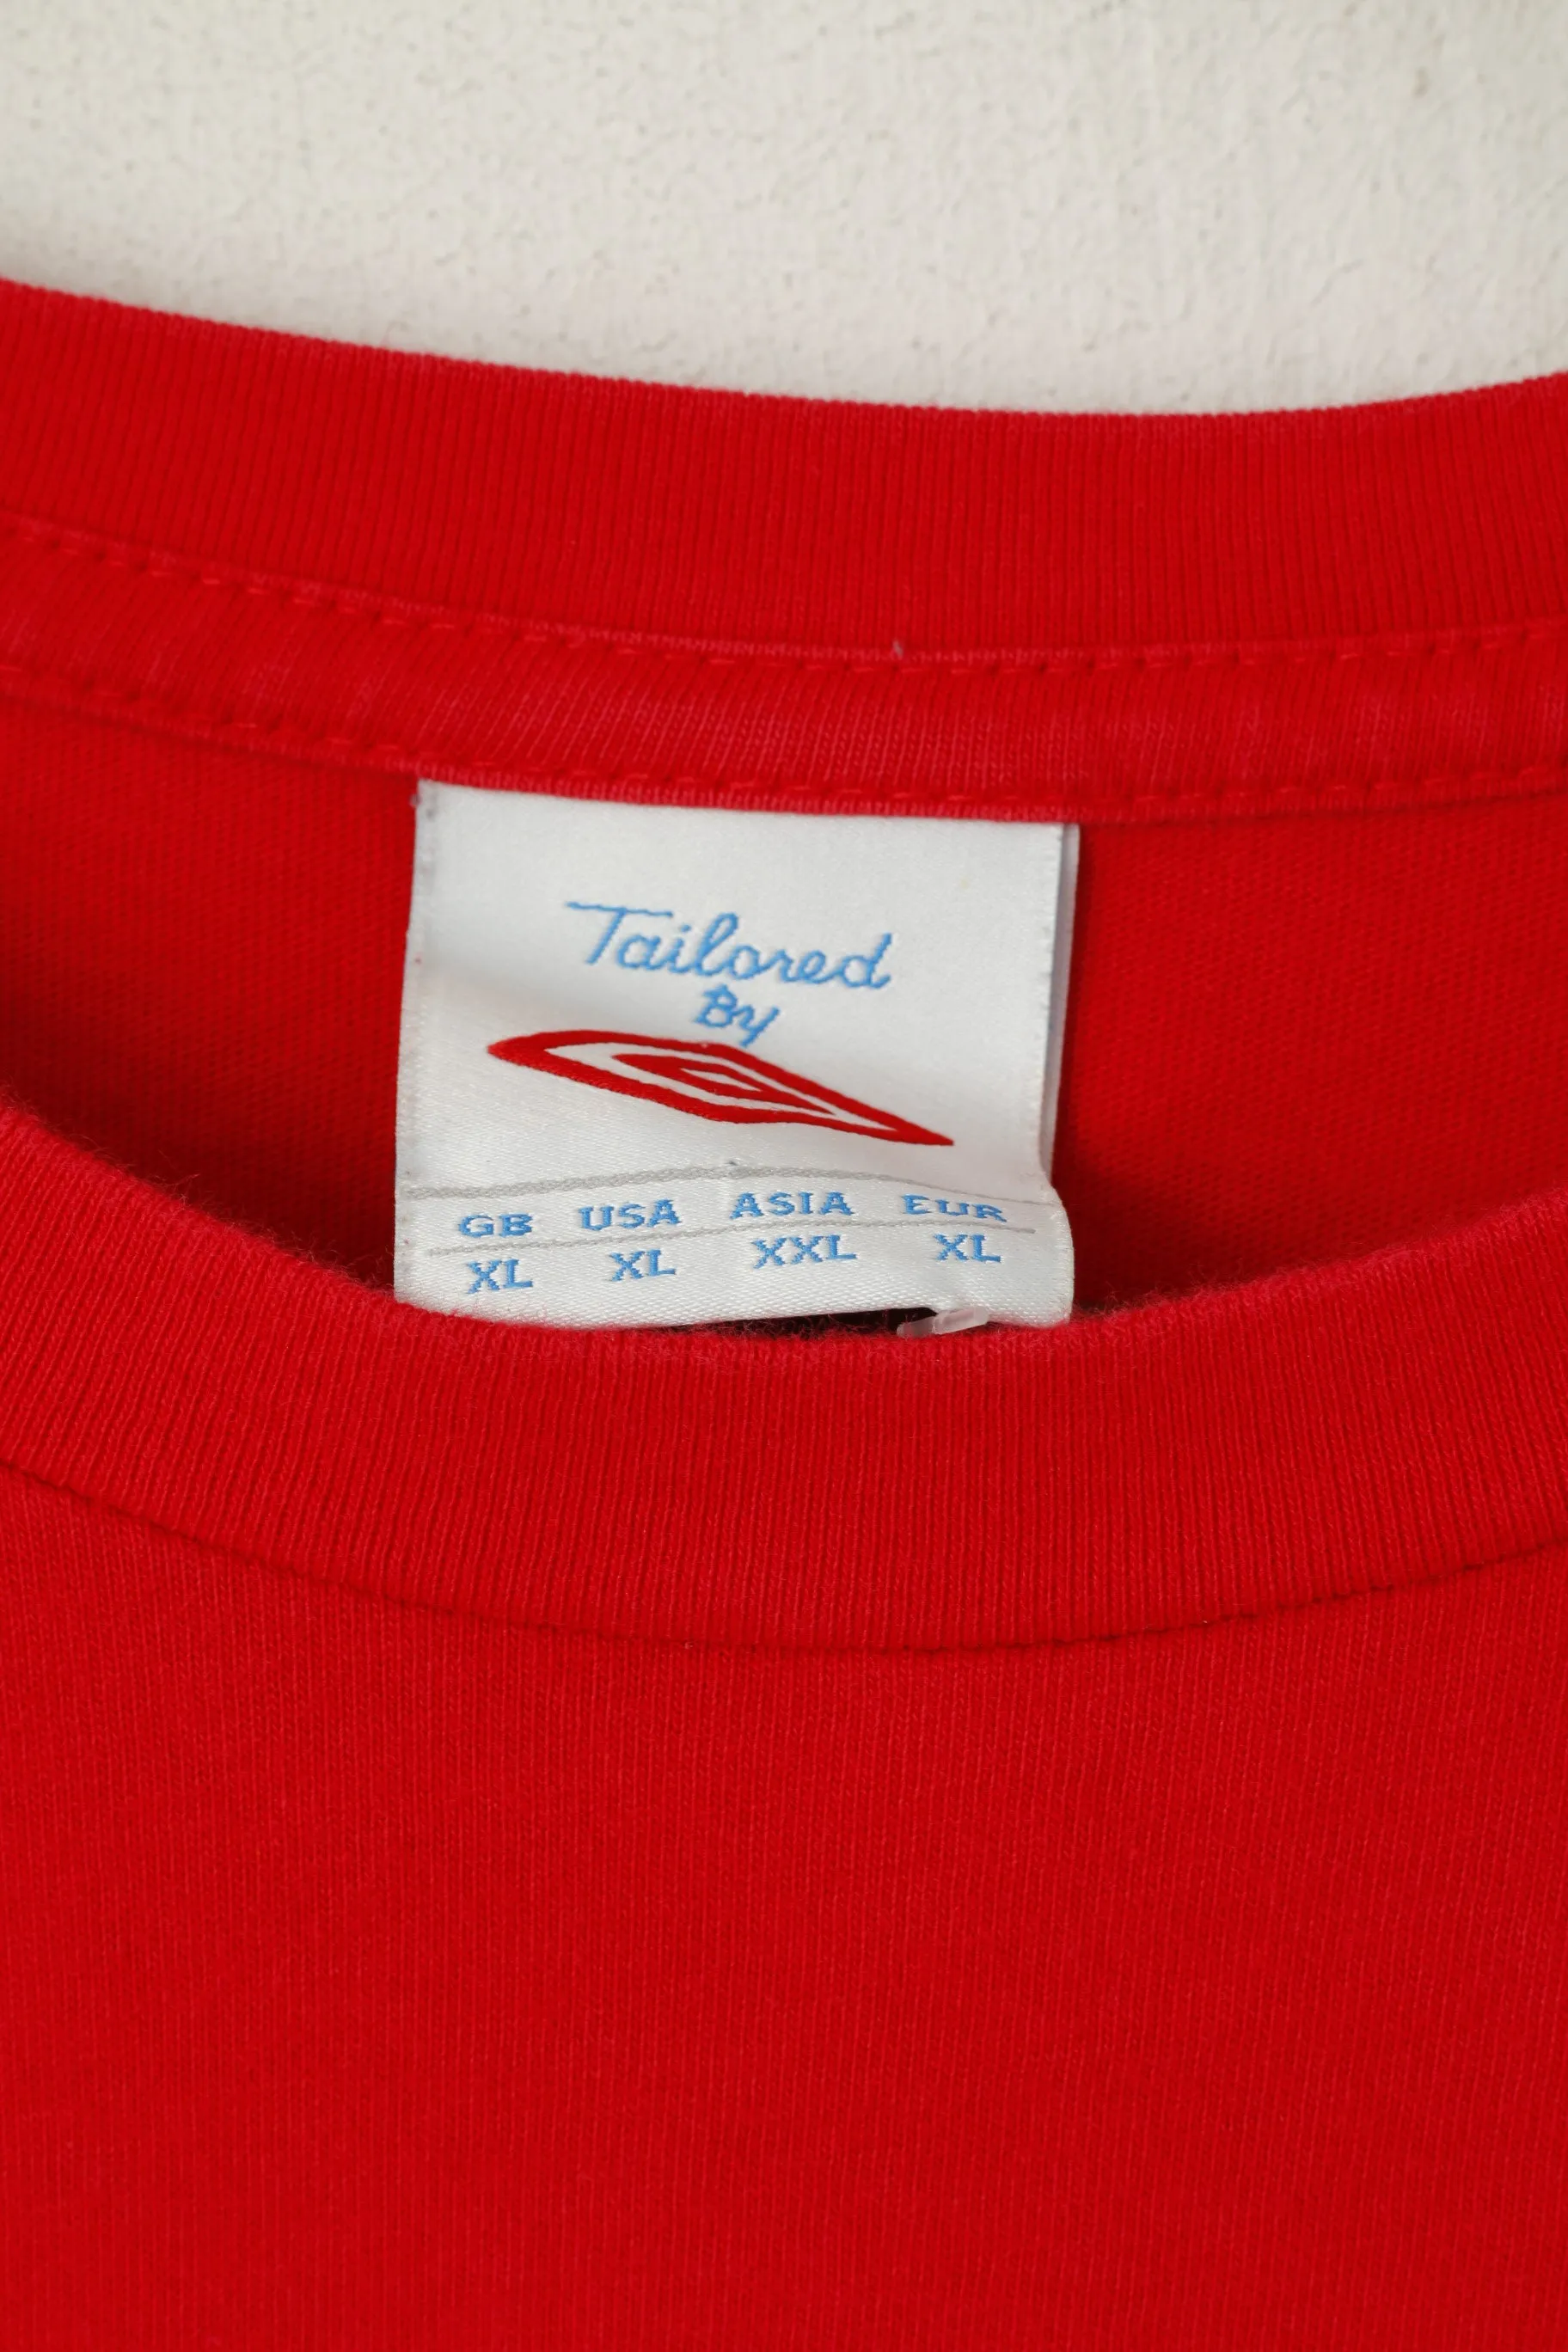 Tailored
By
GB USA ASIA EUR
XL XL XXL XL